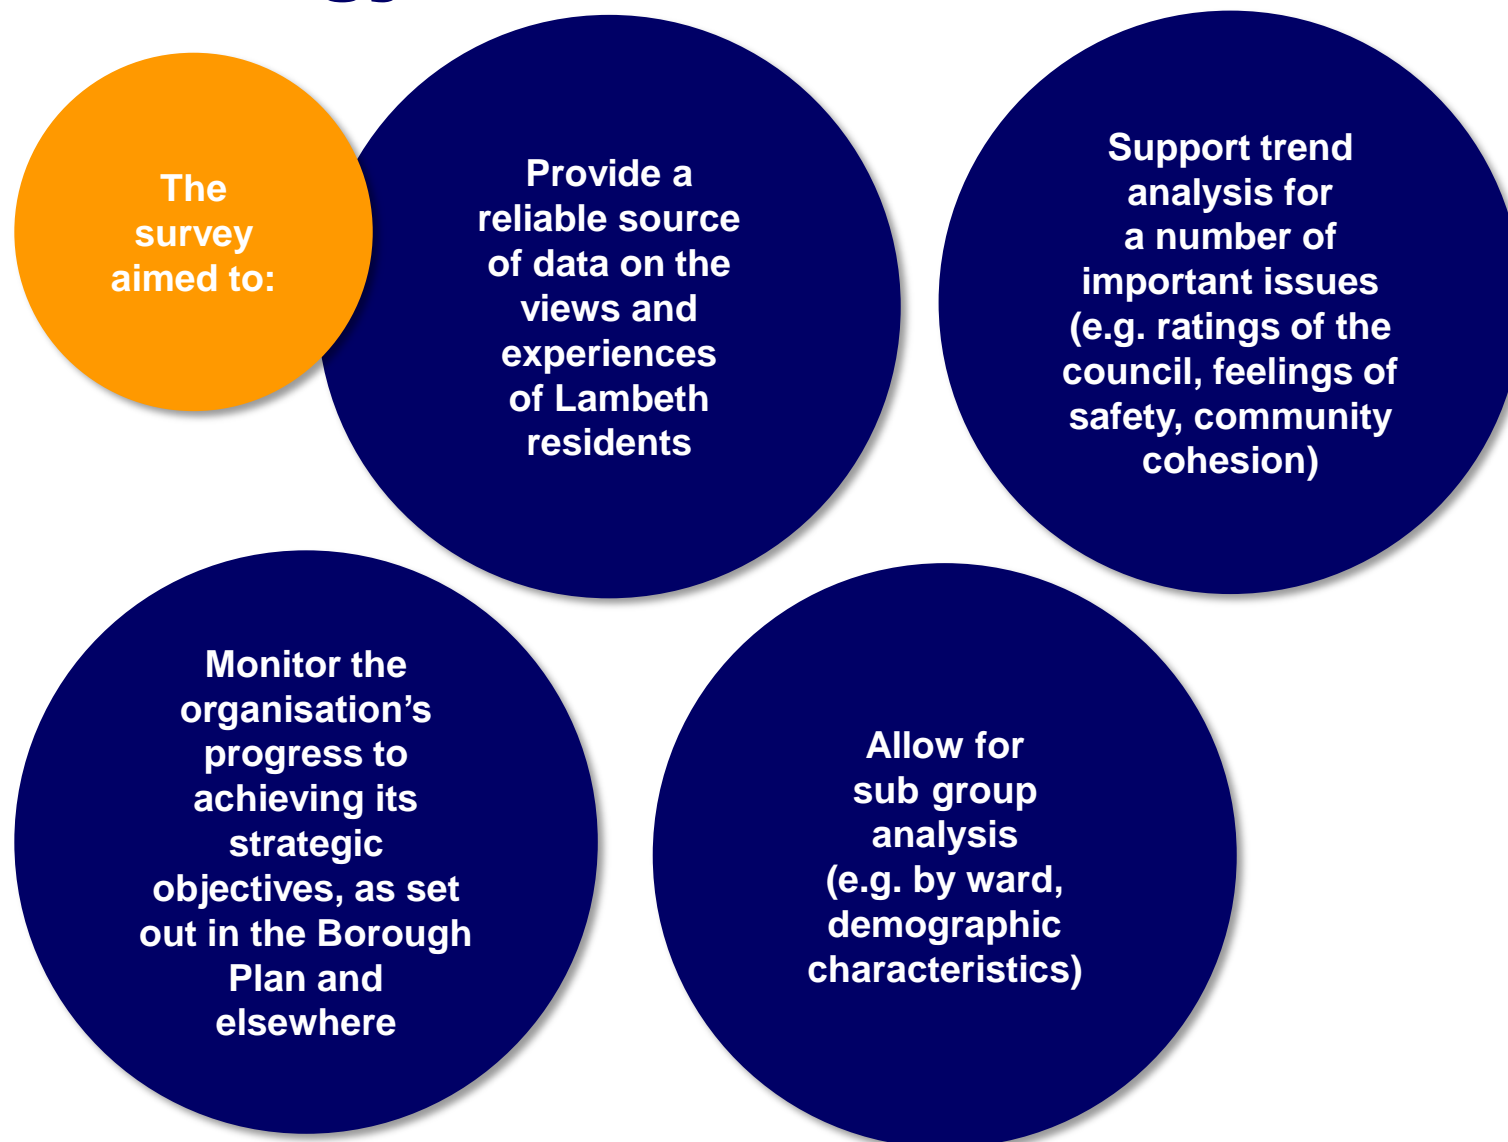 The
survey
aimed to:
Provide a
reliable source
of data on the
views and
experiences
of Lambeth
residents
Support trend
analysis for
a number of
important issues
(e.g. ratings of the
council, feelings of
safety, community
cohesion)
Monitor the
organisation’s
progress to
achieving its
strategic
objectives, as set
out in the Borough
Plan and
elsewhere
Allow for
sub group
analysis
(e.g. by ward,
demographic
characteristics)